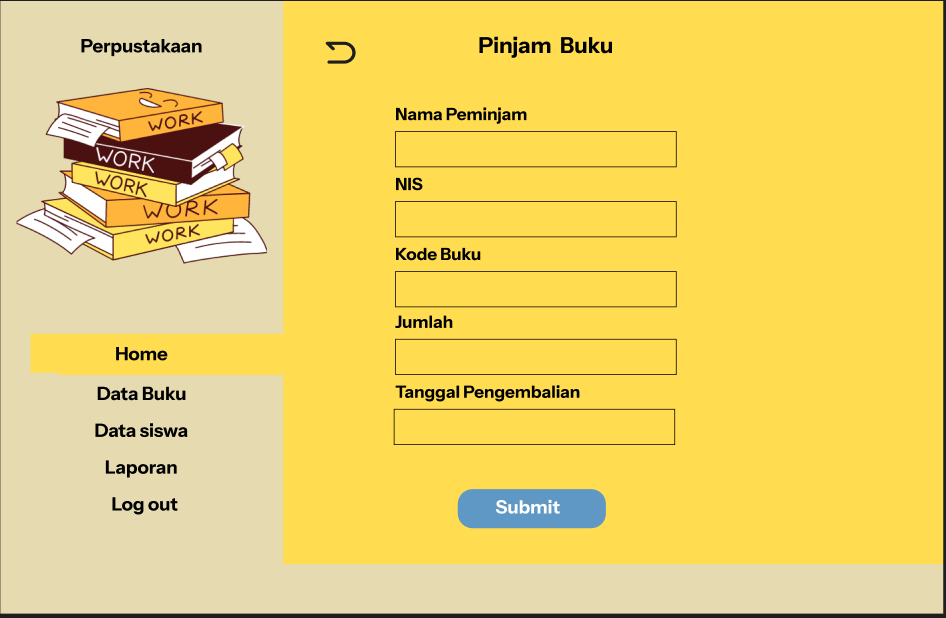 Perpustakaan
WORK
WORK
WORK
WORK
WORK
Home
Data Buku
Data siswa
Laporan
Log out
Pinjam Buku
Nama Peminjam
NIS
Kode Buku
Jumlah
Tanggal Pengembalian
Submit